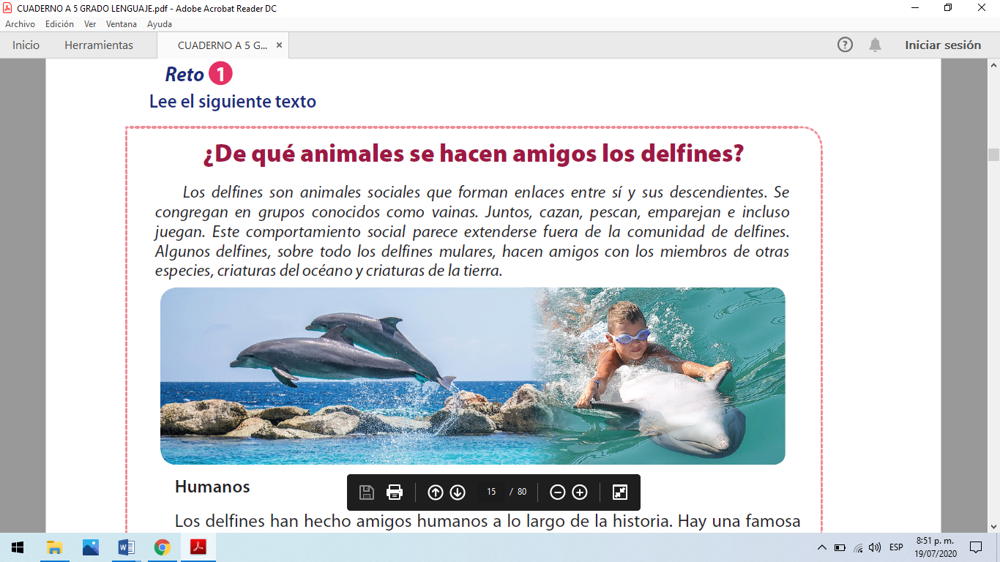 CUADERNO A 5 GRADO LENGUAJE.pdf - Adobe Acrobat Reader DC
Archivo Edición Ver Ventana Ayuda
Inicio Herramientas CUADERNO A 5 G... × Iniciar sesión
Reto 1
Lee el siguiente texto
¿De qué animales se hacen amigos los delfines?
Los delfines son animales sociales que forman enlaces entre sí y sus descendientes. Se
congregan en grupos conocidos como vainas. Juntos, cazan, pescan, emparejan e incluso
juegan. Este comportamiento social parece extenderse fuera de la comunidad de delfines.
Algunos delfines, sobre todo los delfines mulares, hacen amigos con los miembros de otras
especies, criaturas del océano y criaturas de la tierra.
Humanos
15 / 80
Los delfines han hecho amigos humanos a lo largo de la historia. Hay una famosa
ESP
8:51 p. m.
19/07/2020